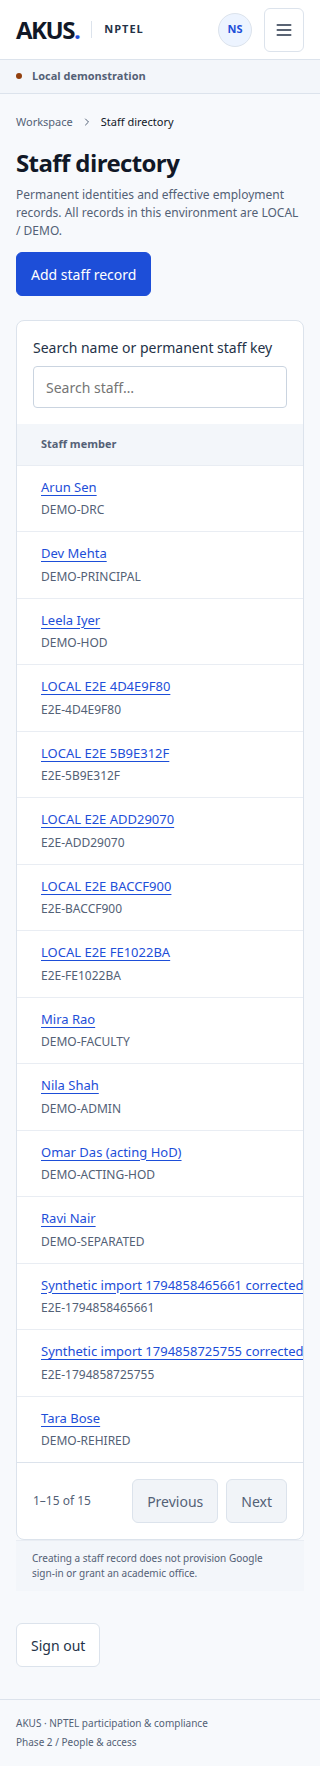 AKUS. NPTEL NS
Local demonstration
Workspace > Staff directory
Staff directory
Permanent identities and effective employment
records. All records in this environment are LOCAL
/ DEMO.
Add staff record
Search name or permanent staff key
Search staff...
Staff member
Arun Sen
DEMO-DRC
Dev Mehta
DEMO-PRINCIPAL
Leela Iyer
DEMO-HOD
LOCAL E2E 4D4E9F80
E2E-4D4E9F80
LOCAL E2E 5B9E312F
E2E-5B9E312F
LOCAL E2E ADD29070
E2E-ADD29070
LOCAL E2E BACCF900
E2E-BACCF900
LOCAL E2E FE1022BA
E2E-FE1022BA
Mira Rao
DEMO-FACULTY
Nila Shah
DEMO-ADMIN
Omar Das (acting HoD)
DEMO-ACTING-HOD
Ravi Nair
DEMO-SEPARATED
Synthetic import 1794858465661 corrected
E2E-1794858465661
Synthetic import 1794858725755 corrected
E2E-1794858725755
Tara Bose
DEMO-REHIRED
1–15 of 15 Previous Next
Creating a staff record does not provision Google
sign-in or grant an academic office.
Sign out
AKUS · NPTEL participation & compliance
Phase 2 / People & access